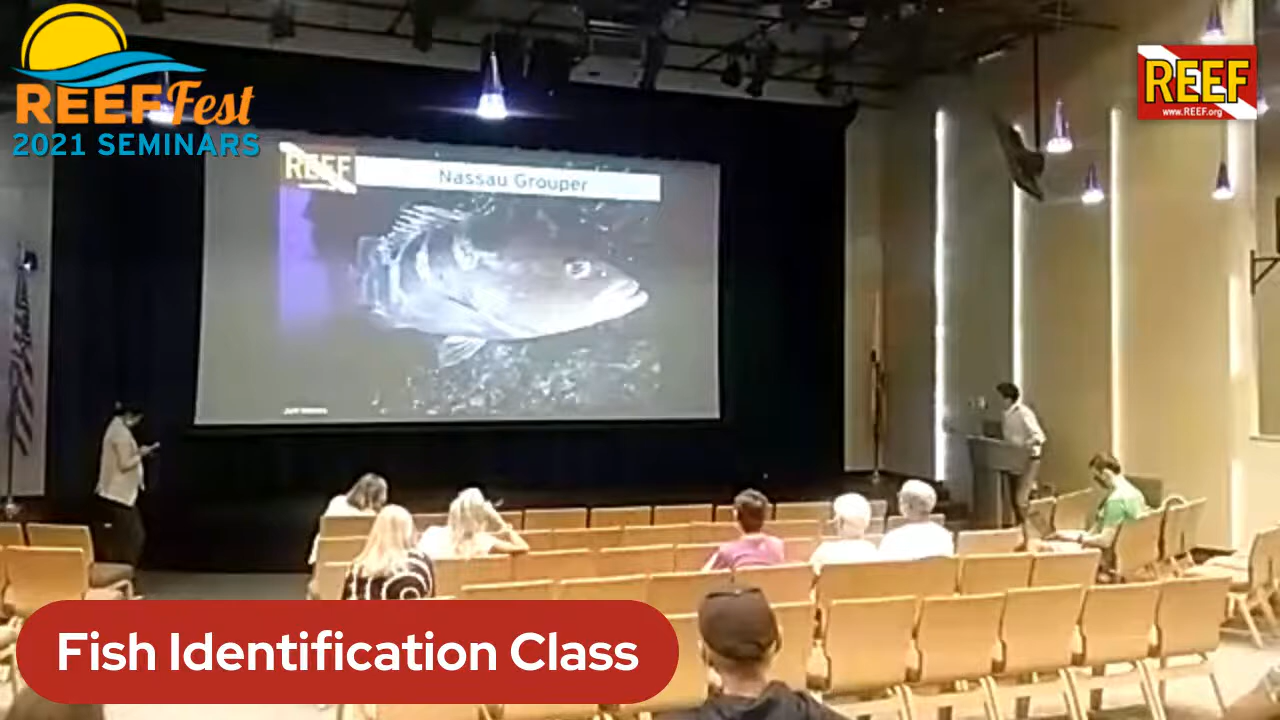 REEF Fest
2021 SEMINARS
REEF
www.REEF.org
REEF
Nassau Grouper
Fish Identification Class